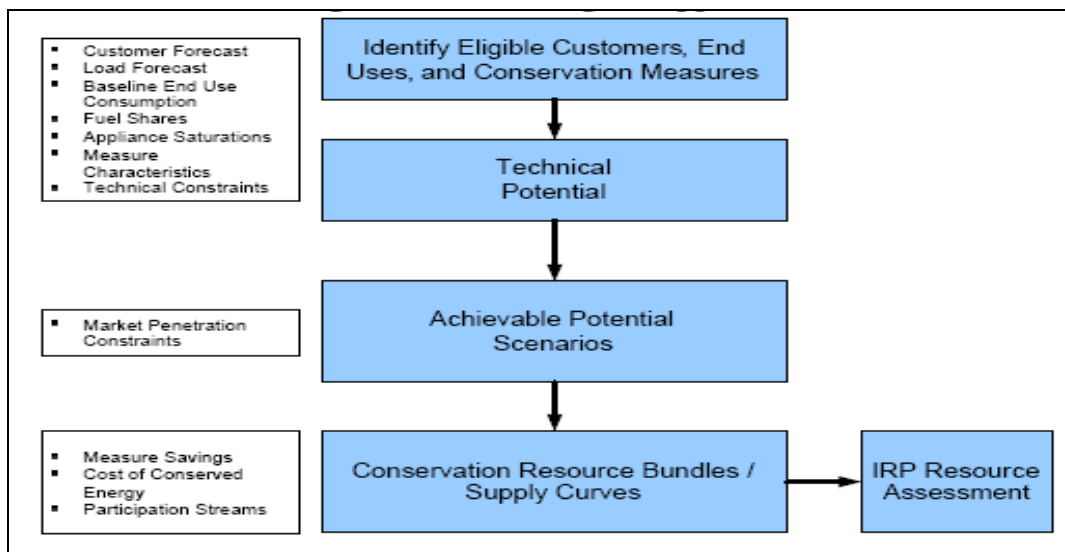 Identify Eligible Customers, End
Uses, and Conservation Measures
▪ Customer Forecast
▪ Load Forecast
▪ Baseline End Use
Consumption
▪ Fuel Shares
▪ Appliance Saturations
▪ Measure
Characteristics
▪ Technical Constraints
Technical
Potential
▪ Market Penetration
Constraints
Achievable Potential
Scenarios
▪ Measure Savings
▪ Cost of Conserved
Energy
▪ Participation Streams
Conservation Resource Bundles /
Supply Curves
IRP Resource
Assessment